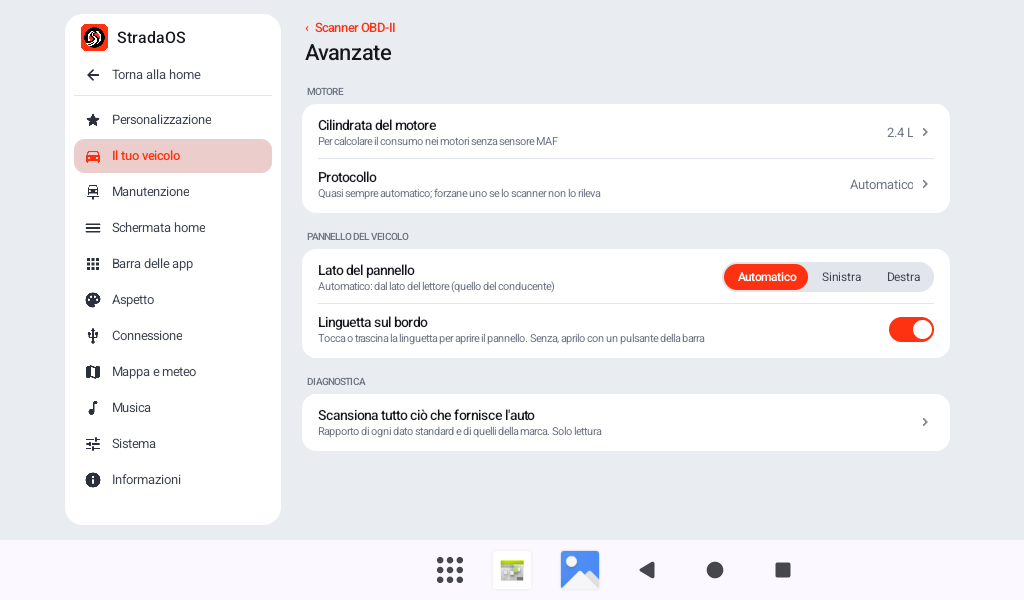 StradaOS
Torna alla home
Personalizzazione
Il tuo veicolo
Manutenzione
Schermata home
Barra delle app
Aspetto
Connessione
Mappa e meteo
Musica
Sistema
Informazioni
‹ Scanner OBD-II
Avanzate
MOTORE
Cilindrata del motore
Per calcolare il consumo nei motori senza sensore MAF
2.4 L
Protocollo
Quasi sempre automatico; forzane uno se lo scanner non lo rileva
Automatico
PANNELLO DEL VEICOLO
Lato del pannello
Automatico: dal lato del lettore (quello del conducente)
Automatico Sinistra Destra
Linguetta sul bordo
Tocca o trascina la linguetta per aprire il pannello. Senza, aprilo con un pulsante della barra
DIAGNOSTICA
Scansiona tutto ciò che fornisce l'auto
Rapporto di ogni dato standard e di quelli della marca. Solo lettura